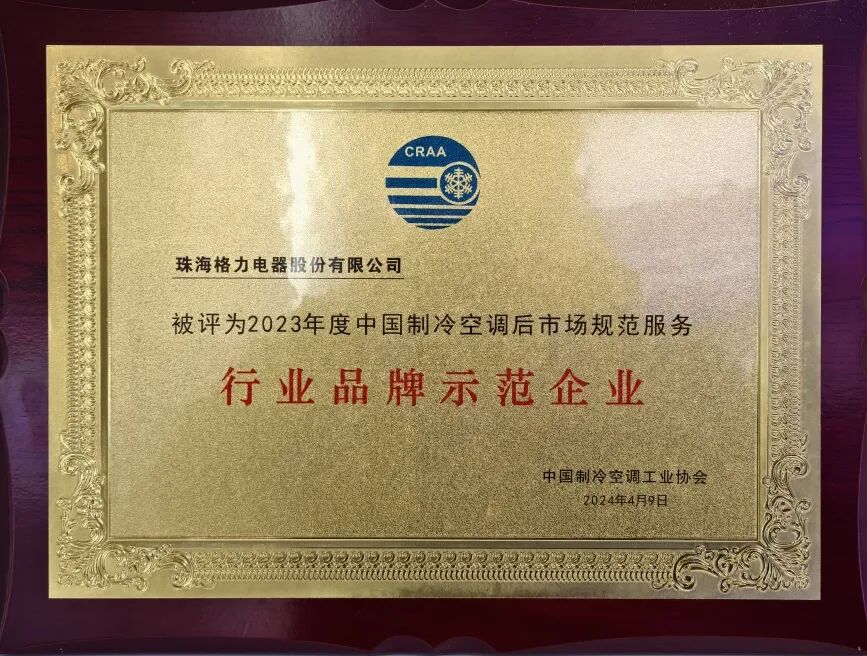 CRAA
珠海格力电器股份有限公司
被评为2023年度中国制冷空调后市场规范服务
行业品牌示范企业
中国制冷空调工业协会
2024年4月9日